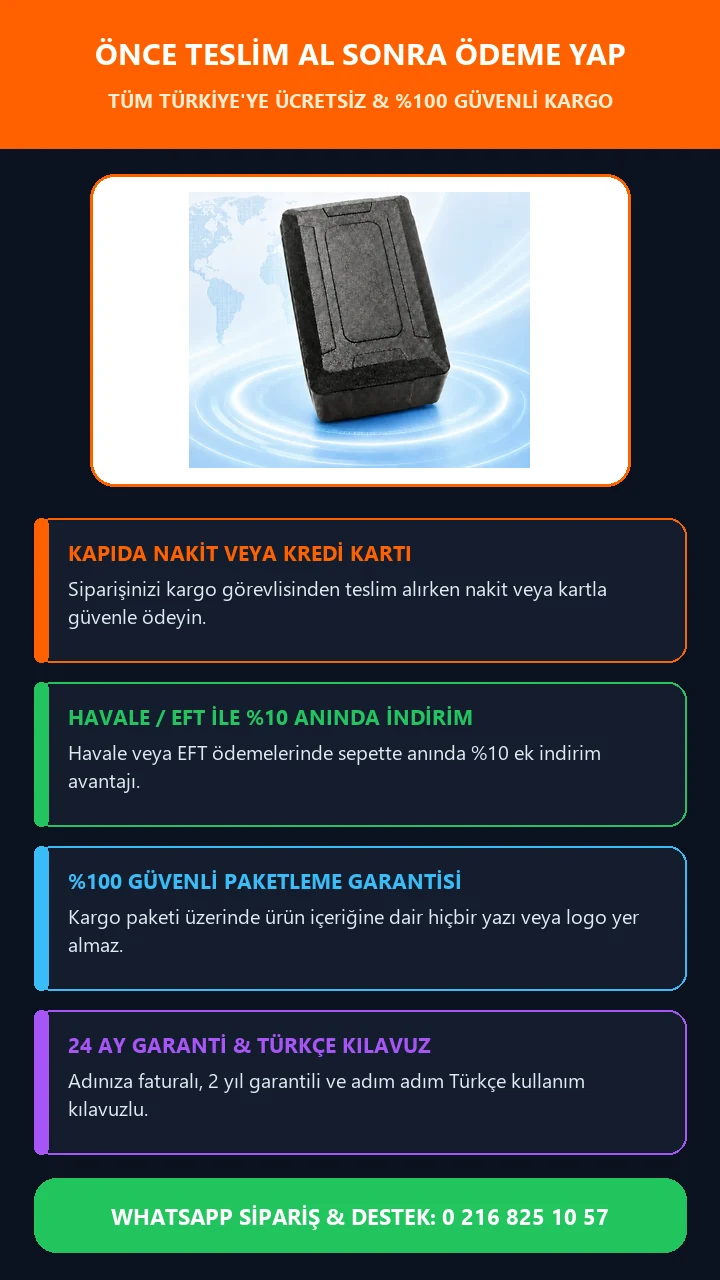 ÖNCE TESLİM AL SONRA ÖDEME YAP
TÜM TÜRKİYE'YE ÜCRETSİZ & %100 GÜVENLİ KARGO
KAPIDA NAKİT VEYA KREDİ KARTI
Siparişinizi kargo görevlisinden teslim alırken nakit veya kartla
güvenle ödeyin.
HAVALE / EFT İLE %10 ANINDA İNDİRİM
Havale veya EFT ödemelerinde sepette anında %10 ek indirim
avantajı.
%100 GÜVENLİ PAKETLEME GARANTİSİ
Kargo paketi üzerinde ürün içeriğine dair hiçbir yazı veya logo yer
almaz.
24 AY GARANTİ & TÜRKÇE KILAVUZ
Adınıza faturalı, 2 yıl garantili ve adım adım Türkçe kullanım
kılavuzlu.
WHATSAPP SİPARİŞ & DESTEK: 0 216 825 10 57